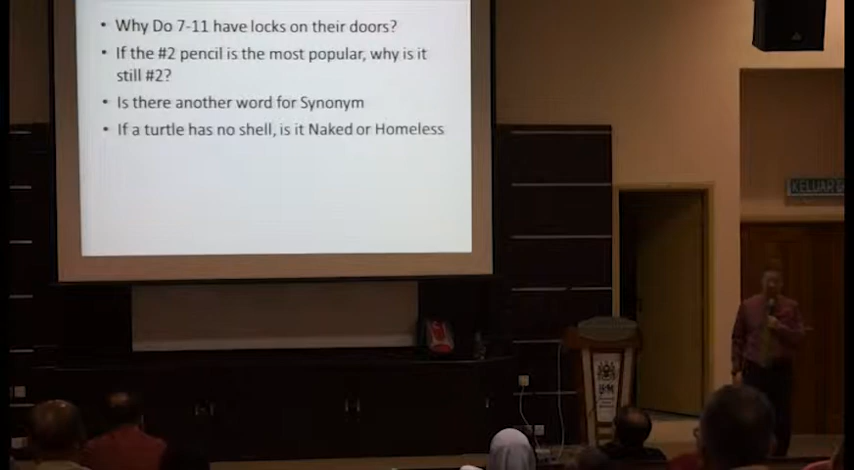 • Why Do 7-11 have locks on their doors?
• If the #2 pencil is the most popular, why is it
still #2?
• Is there another word for Synonym
• If a turtle has no shell, is it Naked or Homeless
KELUAR